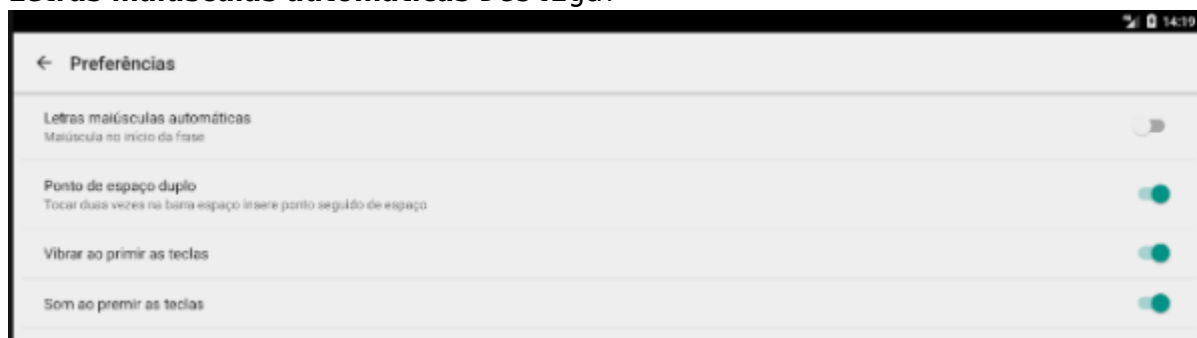 14:19
← Preferências
Letras maiúsculas automáticas
Maiúscula no início da frase
Ponto de espaço duplo
Tocar duas vezes na barra espaço insere ponto seguido de espaço
Vibrar ao primir as teclas
Som ao premir as teclas